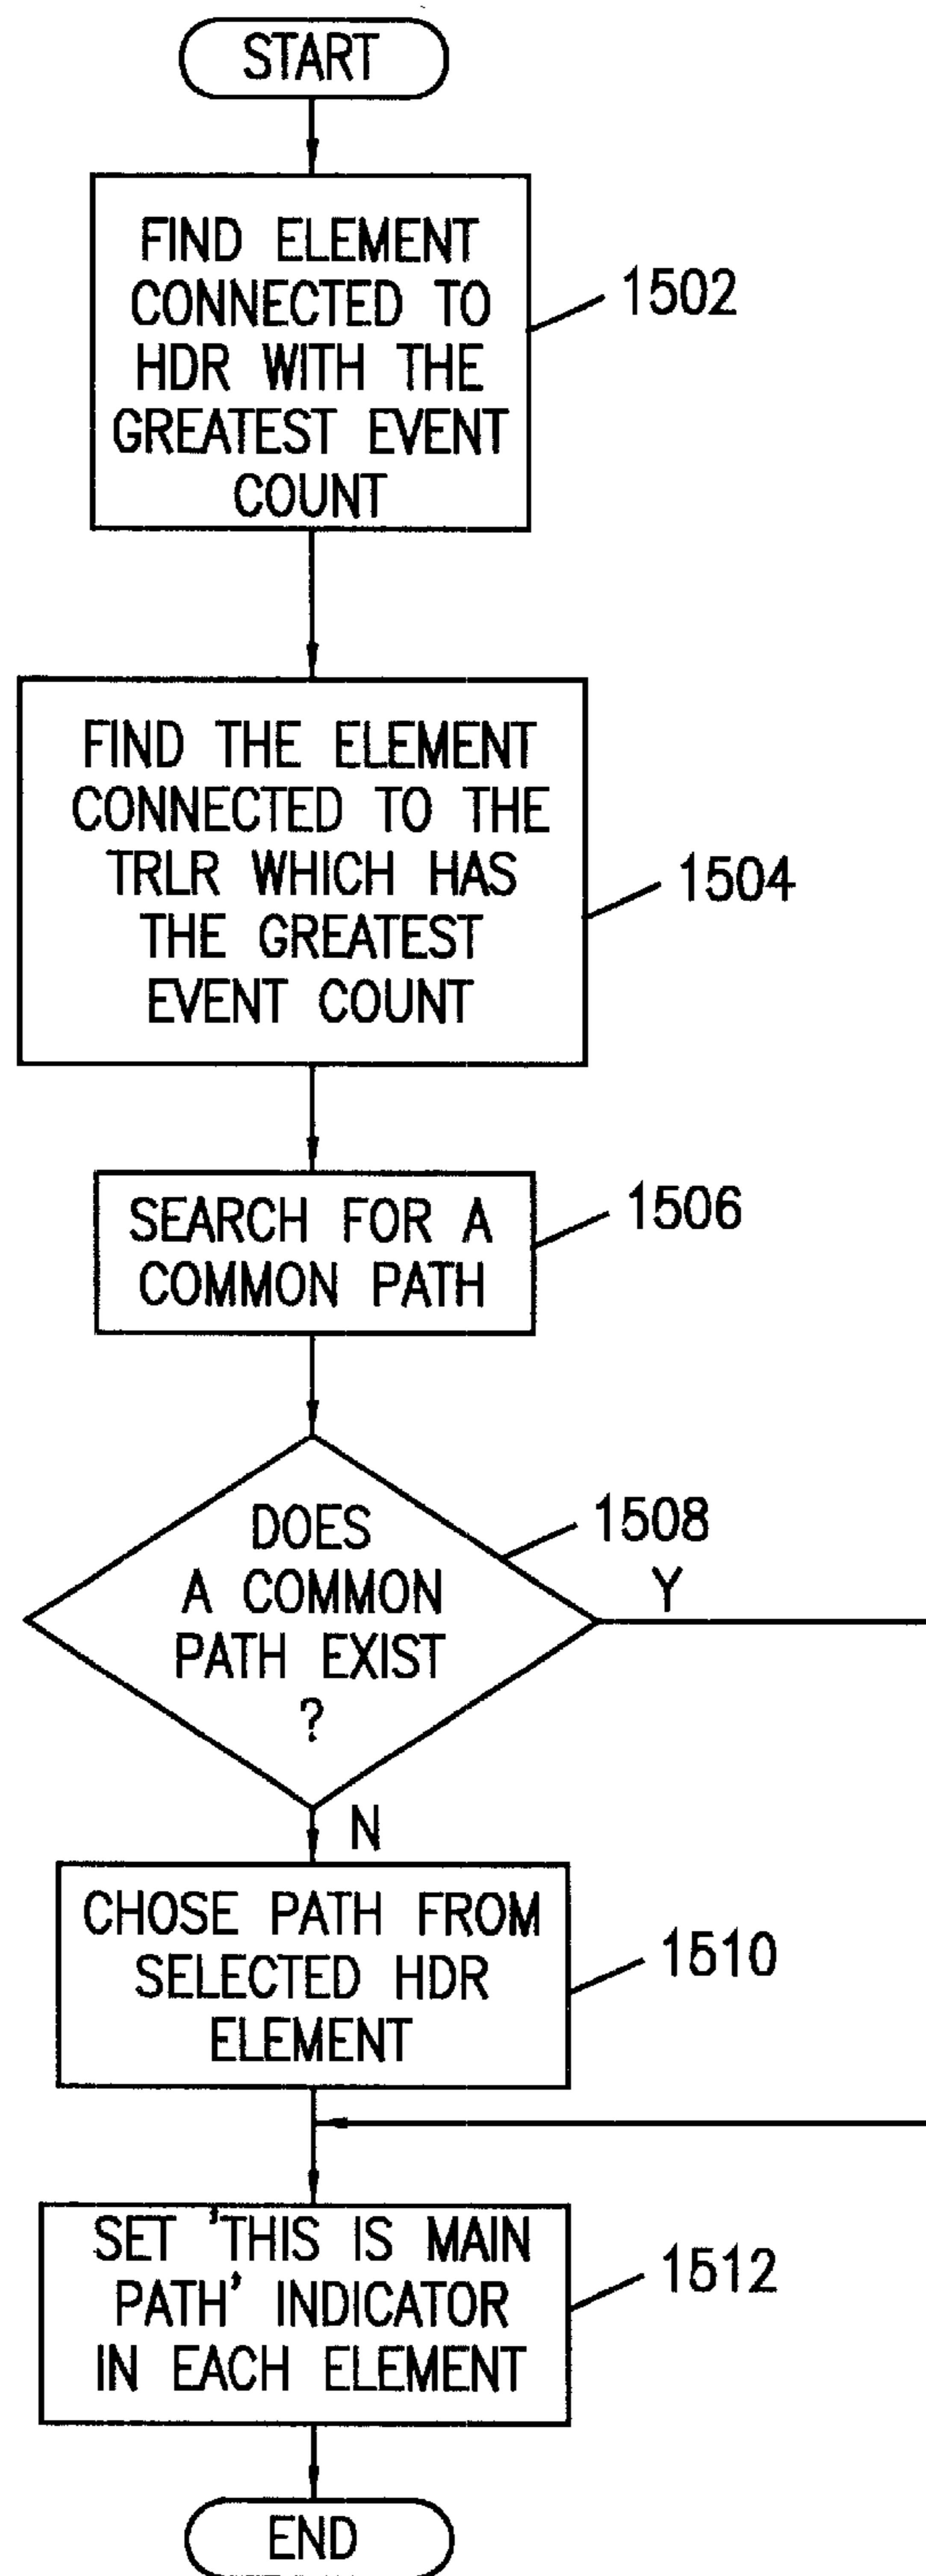 START
FIND ELEMENT
CONNECTED TO
HDR WITH THE
GREATEST EVENT
COUNT
1502
FIND THE ELEMENT
CONNECTED TO THE
TRLR WHICH HAS
THE GREATEST
EVENT COUNT
1504
SEARCH FOR A
COMMON PATH
1506
DOES
A COMMON
PATH EXIST
?
1508
Y
N
CHOSE PATH FROM
SELECTED HDR
ELEMENT
1510
SET 'THIS IS MAIN
PATH' INDICATOR
IN EACH ELEMENT
1512
END